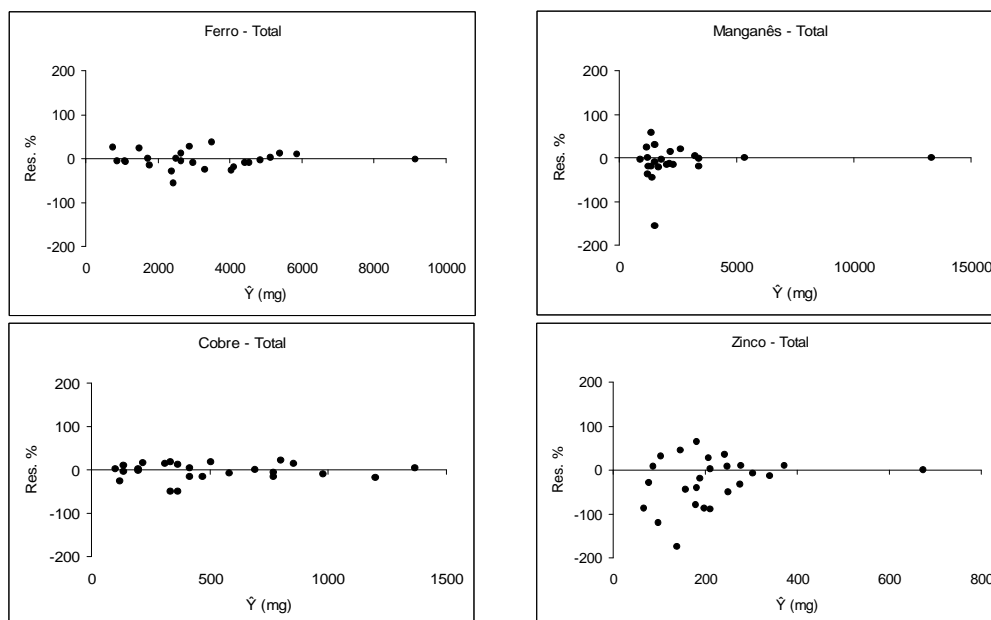 Ferro - Total
200
100
0
-100
-200
Res. %
0 2000 4000 6000 8000 10000
Ŷ (mg)
Manganês - Total
200
100
0
-100
-200
Res. %
0 5000 10000 15000
Ŷ (mg)
Cobre - Total
200
100
0
-100
-200
Res. %
0 500 1000 1500
Ŷ (mg)
Zinco - Total
200
100
0
-100
-200
Res. %
0 200 400 600 800
Ŷ (mg)